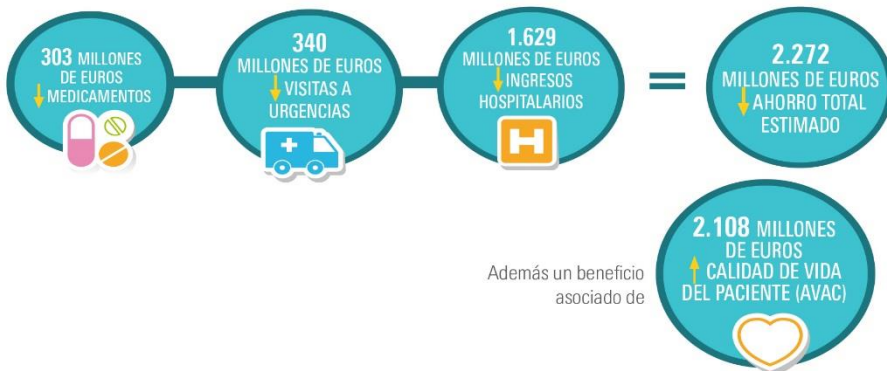 303 MILLONES
DE EUROS
↓ MEDICAMENTOS
340
MILLONES DE EUROS
↓ VISITAS A
URGENCIAS
1.629
MILLONES DE EUROS
↓ INGRESOS
HOSPITALARIOS
H
=
2.272
MILLONES DE EUROS
↓ AHORRO TOTAL
ESTIMADO
Además un beneficio
asociado de
2.108 MILLONES
DE EUROS
↑ CALIDAD DE VIDA
DEL PACIENTE (AVAC)